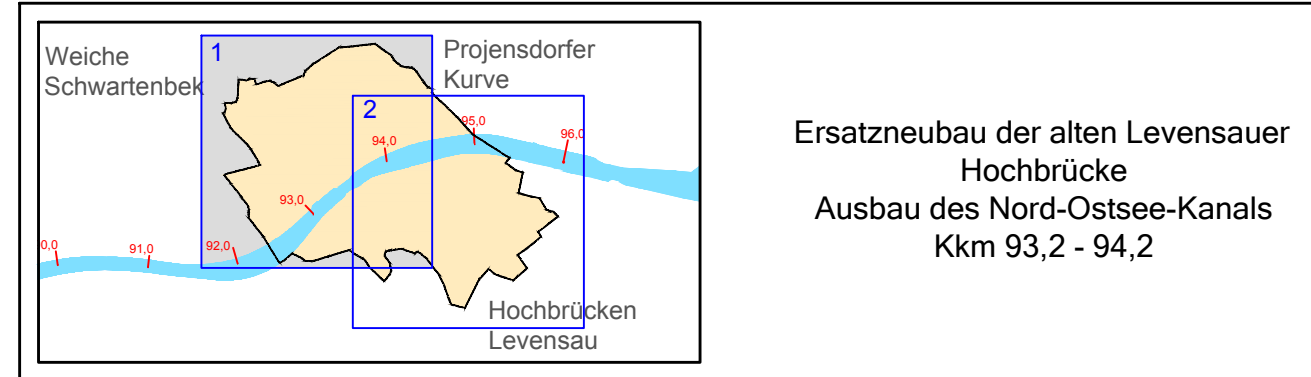 Weiche
Schwartenbek
1
Projensdorfer
Kurve
2
95,0
96,0
94,0
93,0
92,0
91,0
0,0
Hochbrücken
Levensau
Ersatzneubau der alten Levensauer
Hochbrücke
Ausbau des Nord-Ostsee-Kanals
Kkm 93,2 - 94,2